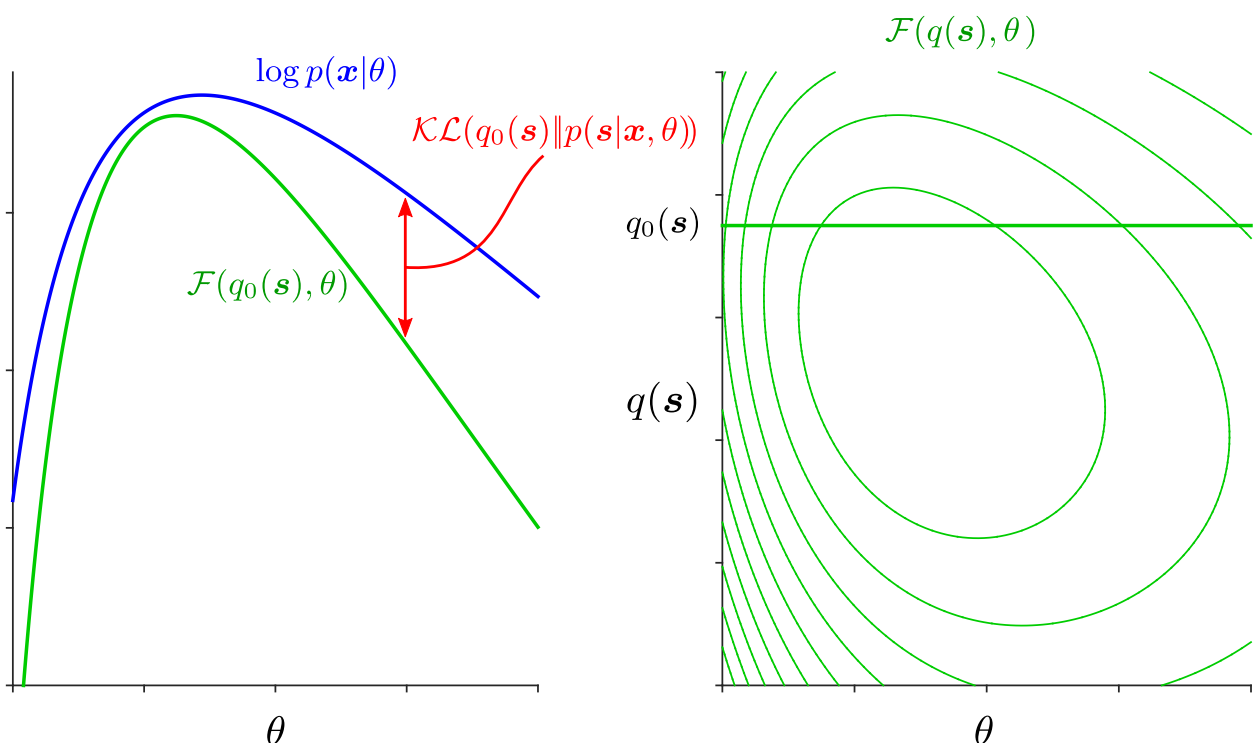 log p(x|θ)
KL(q₀(s)‖p(s|x, θ))
F(q₀(s), θ)
θ
F(q(s), θ)
q₀(s)
q(s)
θ